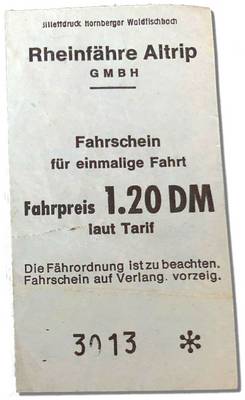 Billettdruck Hornberger Waldfischbach
Rheinfähre Altrip
GMBH
Fahrschein
für einmalige Fahrt
Fahrpreis 1.20 DM
laut Tarif
Die Fährordnung ist zu beachten.
Fahrschein auf Verlang. vorzeig.
3013 *